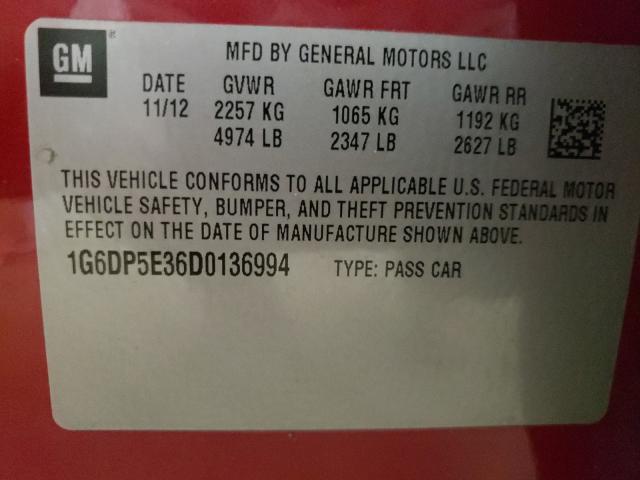 GM ®
MFD BY GENERAL MOTORS LLC
DATE GVWR GAWR FRT GAWR RR
11/12 2257 KG 1065 KG 1192 KG
4974 LB 2347 LB 2627 LB
THIS VEHICLE CONFORMS TO ALL APPLICABLE U.S. FEDERAL MOTOR
VEHICLE SAFETY, BUMPER, AND THEFT PREVENTION STANDARDS IN
EFFECT ON THE DATE OF MANUFACTURE SHOWN ABOVE.
1G6DP5E36D0136994 TYPE: PASS CAR